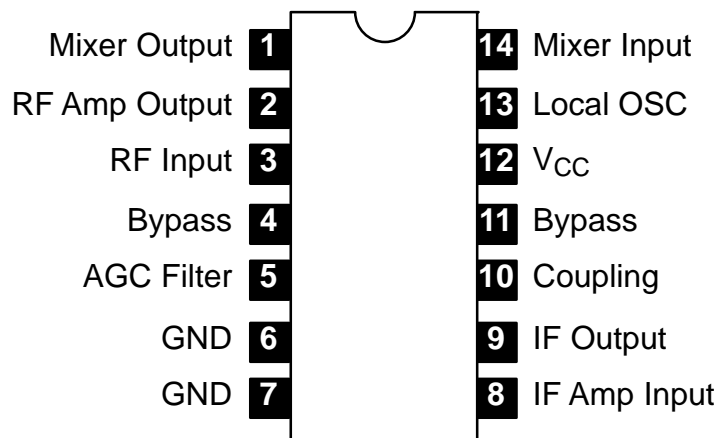 Mixer Output 1 14 Mixer Input
RF Amp Output 2 13 Local OSC
RF Input 3 12 VCC
Bypass 4 11 Bypass
AGC Filter 5 10 Coupling
GND 6 9 IF Output
GND 7 8 IF Amp Input